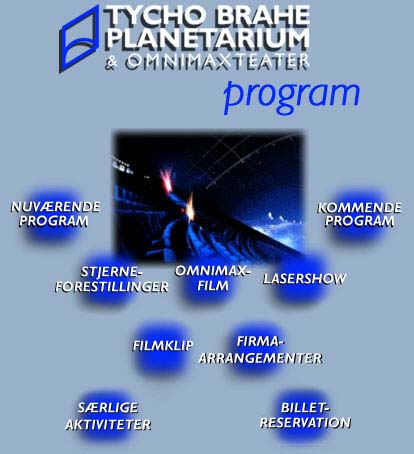 TYCHO BRAHE
PLANETARIUM
& OMNIMAXTEATER
program
NUVÆRENDE
PROGRAM
KOMMENDE
PROGRAM
STJERNE-
FORESTILLINGER
OMNIMAX-
FILM
LASERSHOW
FILMKLIP
FIRMA-
ARRANGEMENTER
SÆRLIGE
AKTIVITETER
BILLET-
RESERVATION